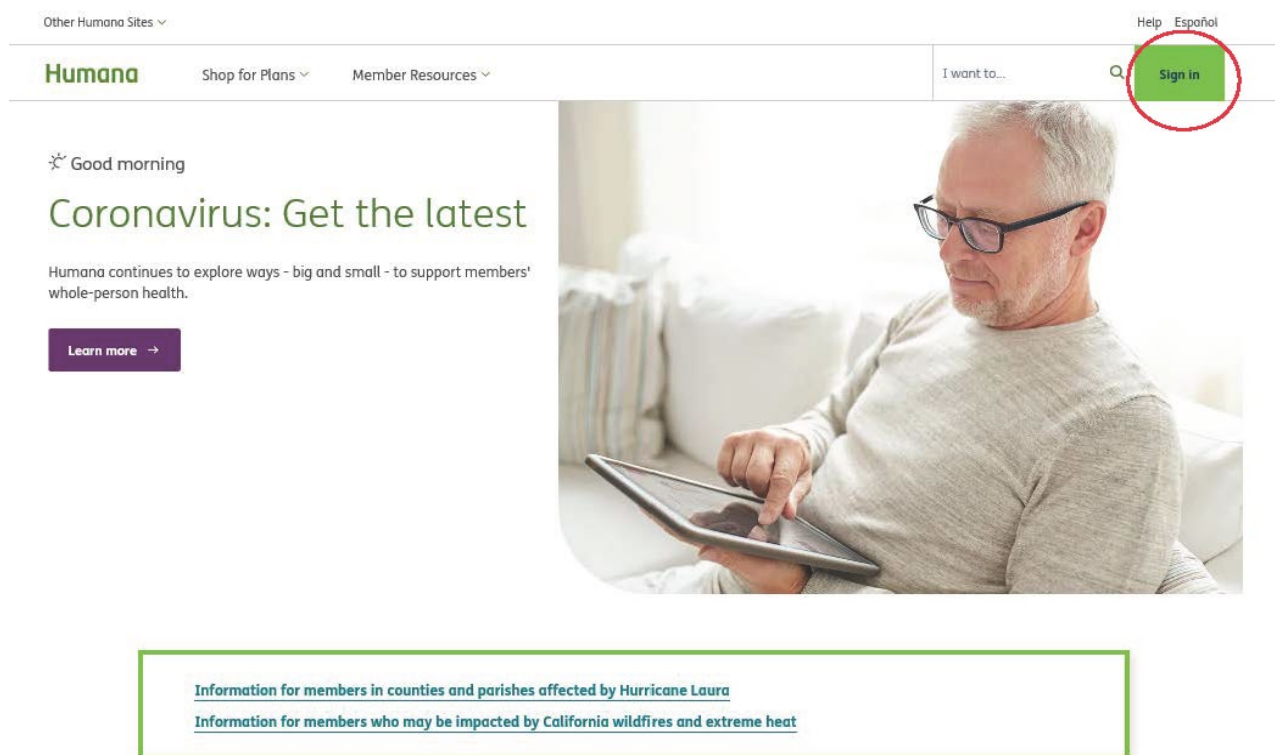 Other Humana Sites
Help Español
Humana Shop for Plans Member Resources I want to... Sign in
Good morning
Coronavirus: Get the latest
Humana continues to explore ways - big and small - to support members'
whole-person health.
Learn more →
Information for members in counties and parishes affected by Hurricane Laura
Information for members who may be impacted by California wildfires and extreme heat